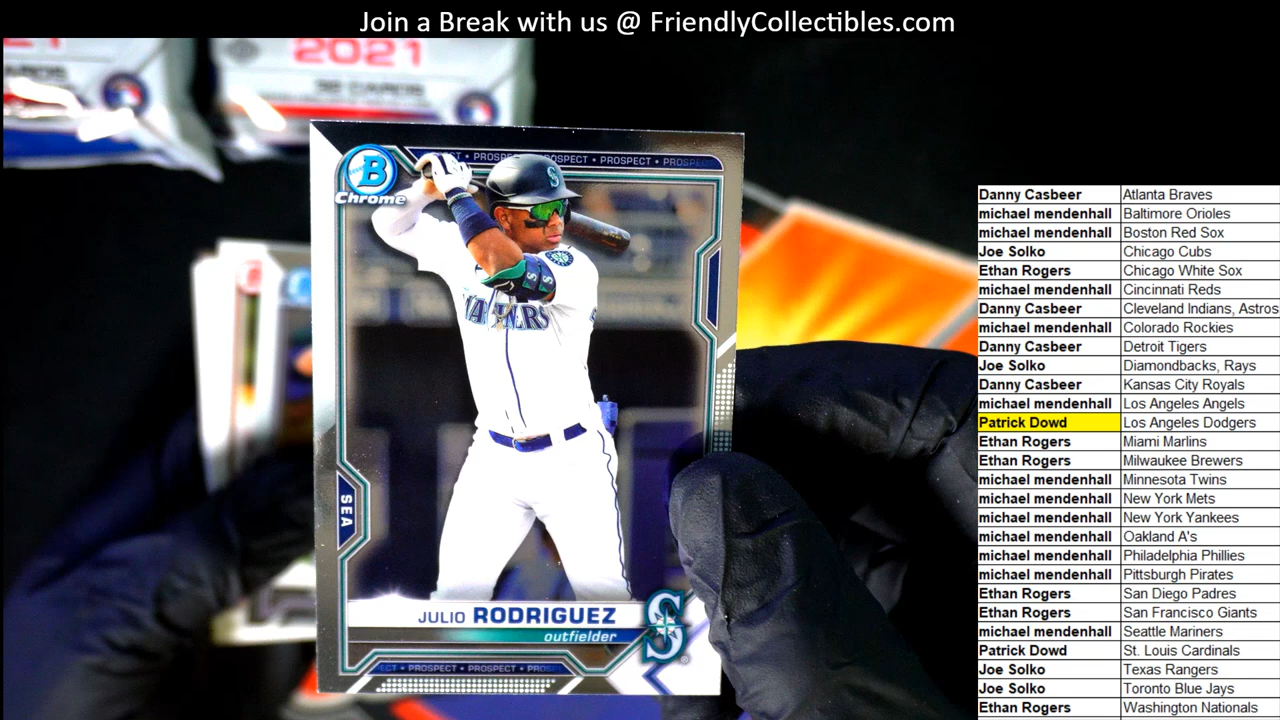 Join a Break with us @ FriendlyCollectibles.com
2021
B
Chrome
PROSPECT • PROSPECT • PROSPECT
S
MARINERS
SEA
JULIO RODRIGUEZ
outfielder
S
PROSPECT • PROSPECT
Danny Casbeer Atlanta Braves
michael mendenhall Baltimore Orioles
michael mendenhall Boston Red Sox
Joe Solko Chicago Cubs
Ethan Rogers Chicago White Sox
michael mendenhall Cincinnati Reds
Danny Casbeer Cleveland Indians, Astros
michael mendenhall Colorado Rockies
Danny Casbeer Detroit Tigers
Joe Solko Diamondbacks, Rays
Danny Casbeer Kansas City Royals
michael mendenhall Los Angeles Angels
Patrick Dowd Los Angeles Dodgers
Ethan Rogers Miami Marlins
Ethan Rogers Milwaukee Brewers
michael mendenhall Minnesota Twins
michael mendenhall New York Mets
michael mendenhall New York Yankees
michael mendenhall Oakland A's
michael mendenhall Philadelphia Phillies
michael mendenhall Pittsburgh Pirates
Ethan Rogers San Diego Padres
Ethan Rogers San Francisco Giants
michael mendenhall Seattle Mariners
Patrick Dowd St. Louis Cardinals
Joe Solko Texas Rangers
Joe Solko Toronto Blue Jays
Ethan Rogers Washington Nationals